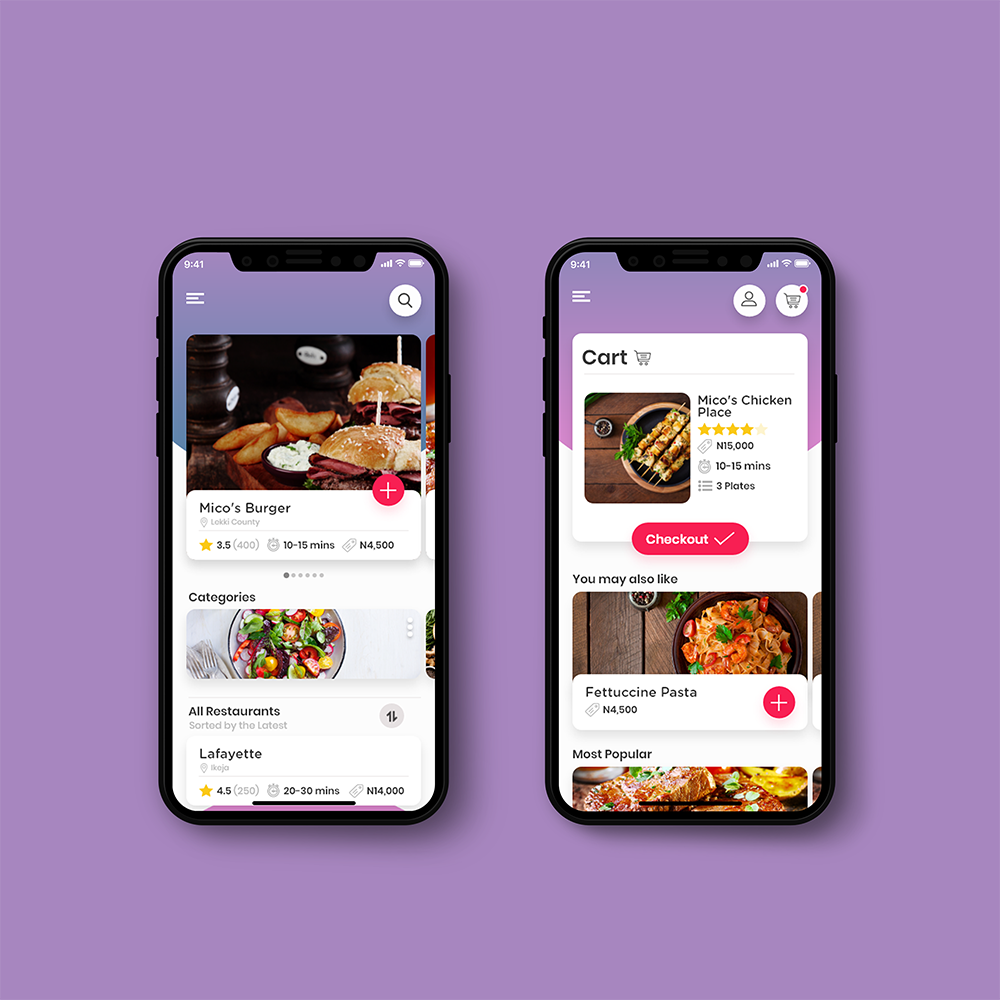 9:41
Mico's Burger
Lokki County
3.5 (400) 10-15 mins N4,500
Categories
All Restaurants
Sorted by the Latest
Lafayette
Ikeja
4.5 (250) 20-30 mins N14,000
9:41
Cart
Mico's Chicken
Place
N15,000
10-15 mins
3 Plates
Checkout
You may also like
Fettuccine Pasta
N4,500
Most Popular